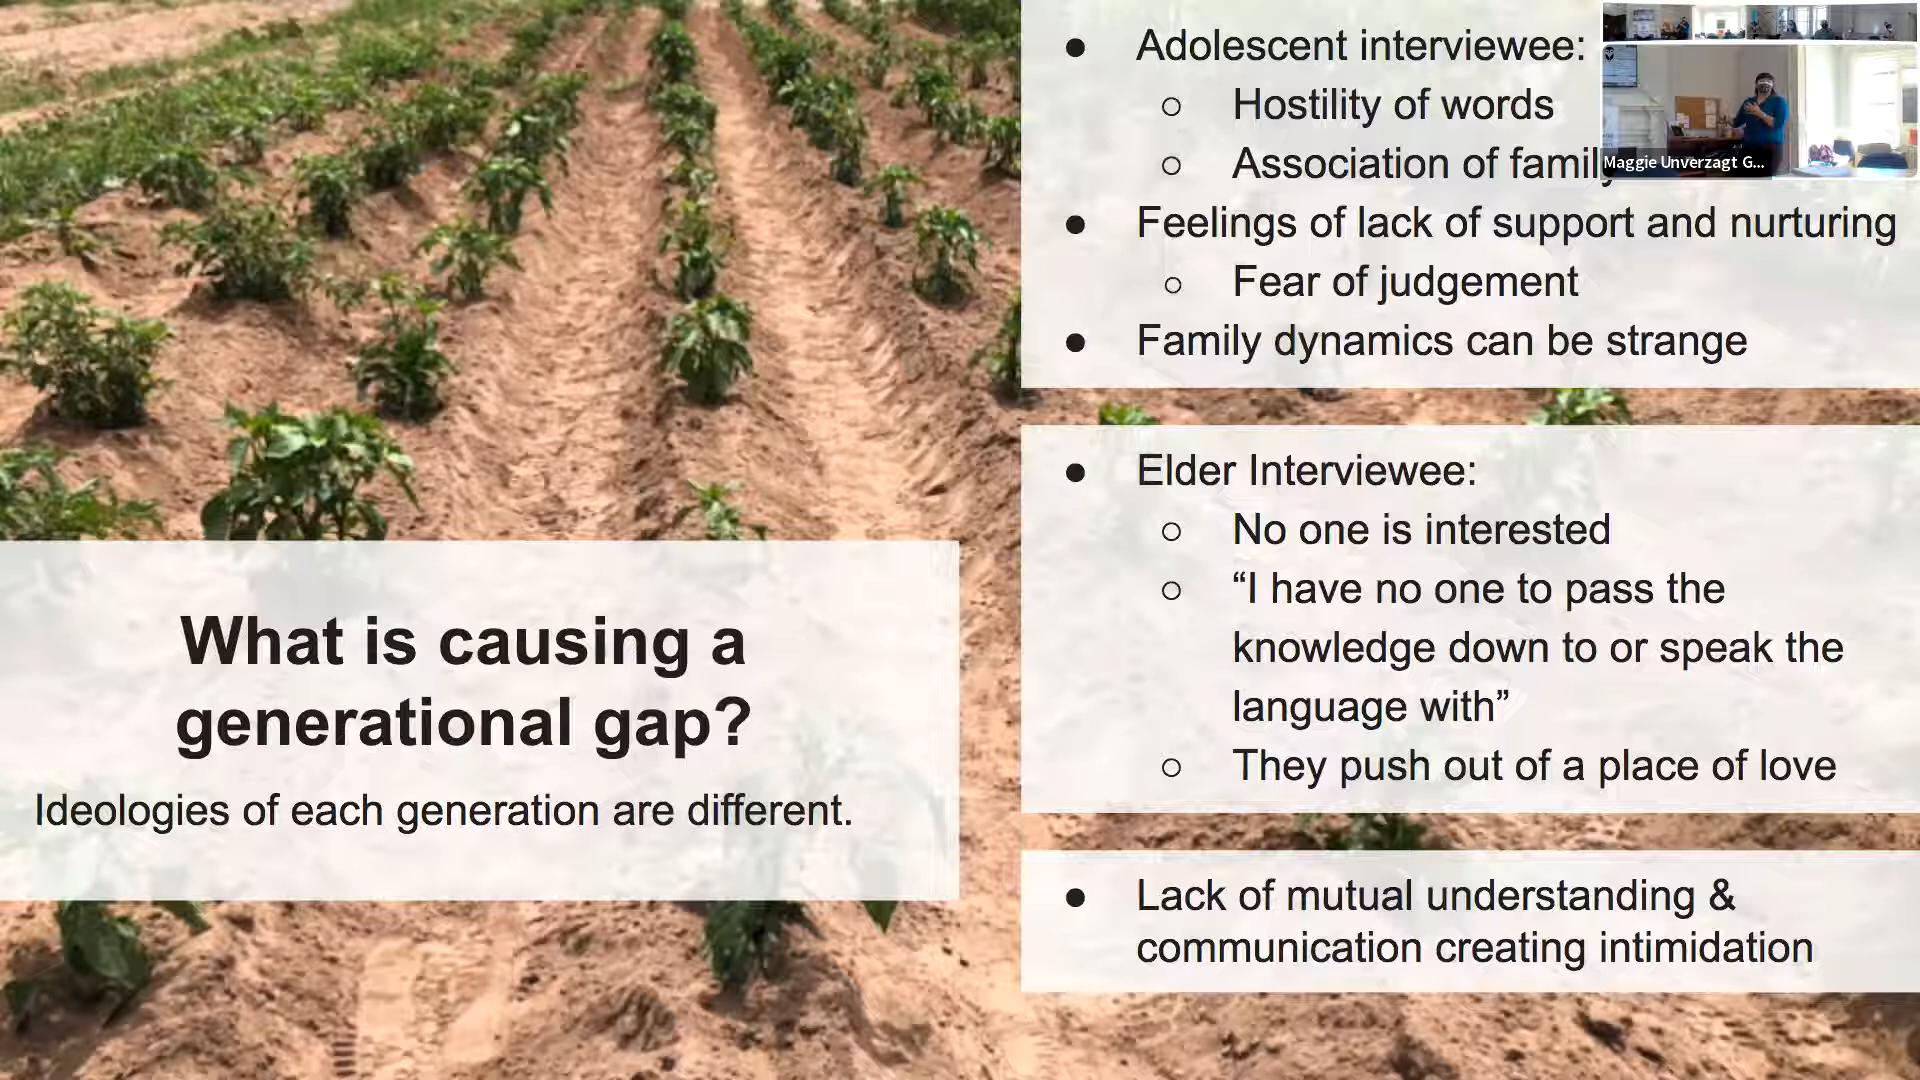 What is causing a
generational gap?
Ideologies of each generation are different.
● Adolescent interviewee:
○ Hostility of words
○ Association of family
● Feelings of lack of support and nurturing
○ Fear of judgement
● Family dynamics can be strange
● Elder Interviewee:
○ No one is interested
○ “I have no one to pass the
knowledge down to or speak the
language with”
○ They push out of a place of love
● Lack of mutual understanding &
communication creating intimidation
Maggie Unverzagt G...